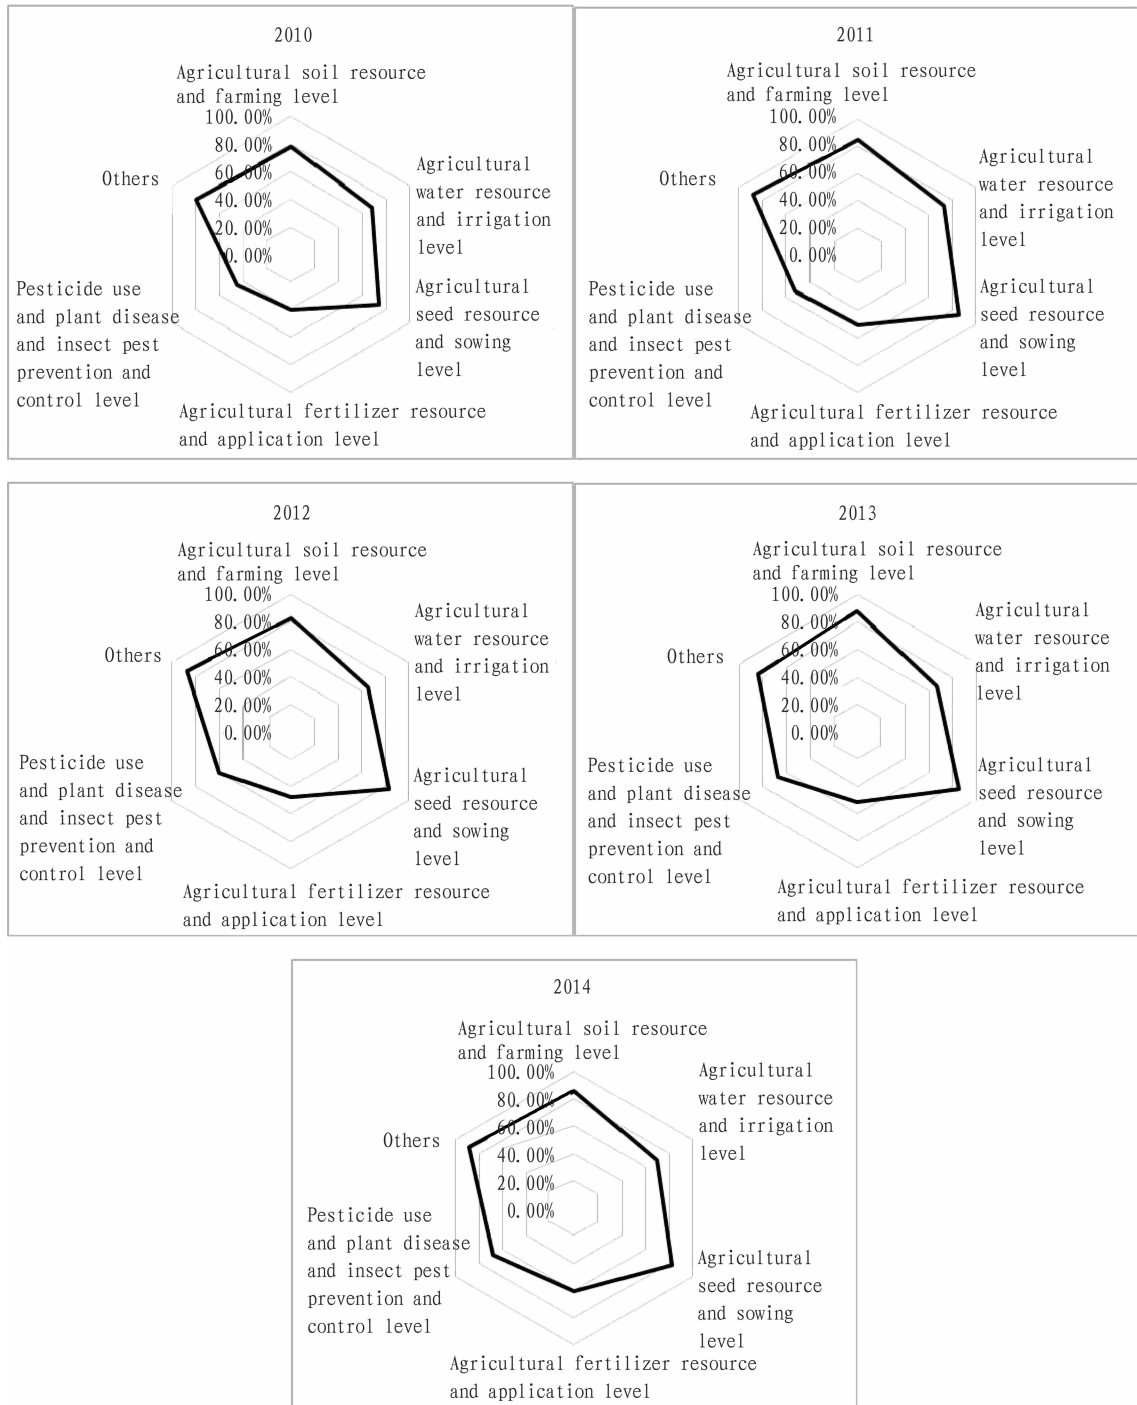 2010
Agricultural soil resource
and farming level
100.00%
80.00%
60.00%
40.00%
20.00%
0.00%
Agricultural
water resource
and irrigation
level
Agricultural
seed resource
and sowing
level
Agricultural fertilizer resource
and application level
Pesticide use
and plant disease
and insect pest
prevention and
control level
Others
2011
Agricultural soil resource
and farming level
100.00%
80.00%
60.00%
40.00%
20.00%
0.00%
Agricultural
water resource
and irrigation
level
Agricultural
seed resource
and sowing
level
Agricultural fertilizer resource
and application level
Pesticide use
and plant disease
and insect pest
prevention and
control level
Others
2012
Agricultural soil resource
and farming level
100.00%
80.00%
60.00%
40.00%
20.00%
0.00%
Agricultural
water resource
and irrigation
level
Agricultural
seed resource
and sowing
level
Agricultural fertilizer resource
and application level
Pesticide use
and plant disease
and insect pest
prevention and
control level
Others
2013
Agricultural soil resource
and farming level
100.00%
80.00%
60.00%
40.00%
20.00%
0.00%
Agricultural
water resource
and irrigation
level
Agricultural
seed resource
and sowing
level
Agricultural fertilizer resource
and application level
Pesticide use
and plant disease
and insect pest
prevention and
control level
Others
2014
Agricultural soil resource
and farming level
100.00%
80.00%
60.00%
40.00%
20.00%
0.00%
Agricultural
water resource
and irrigation
level
Agricultural
seed resource
and sowing
level
Agricultural fertilizer resource
and application level
Pesticide use
and plant disease
and insect pest
prevention and
control level
Others